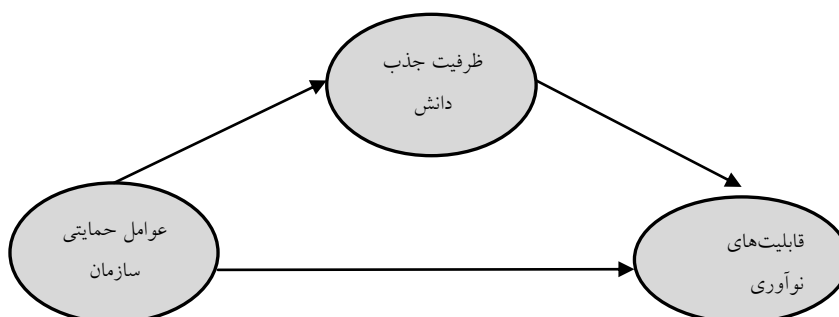 ظرفیت جذب
دانش
عوامل حمایتی
سازمان
قابلیت‌های
نوآوری